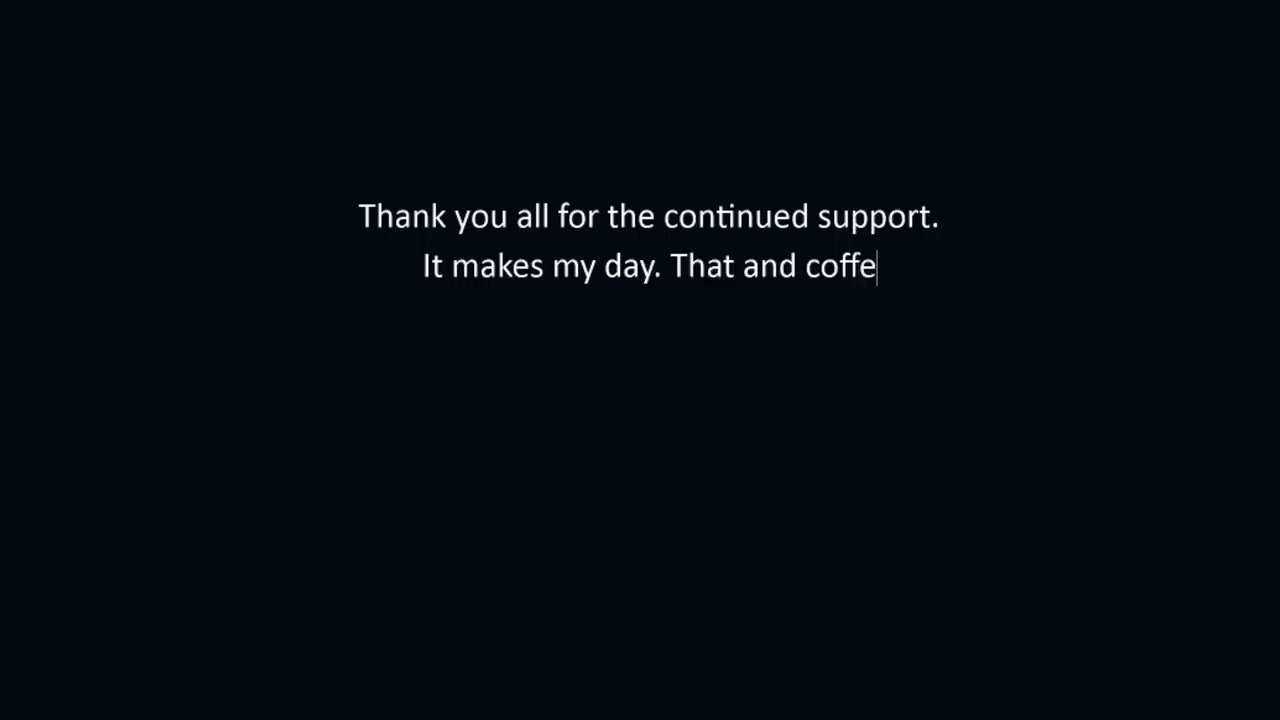 Thank you all for the continued support.
It makes my day. That and coffe